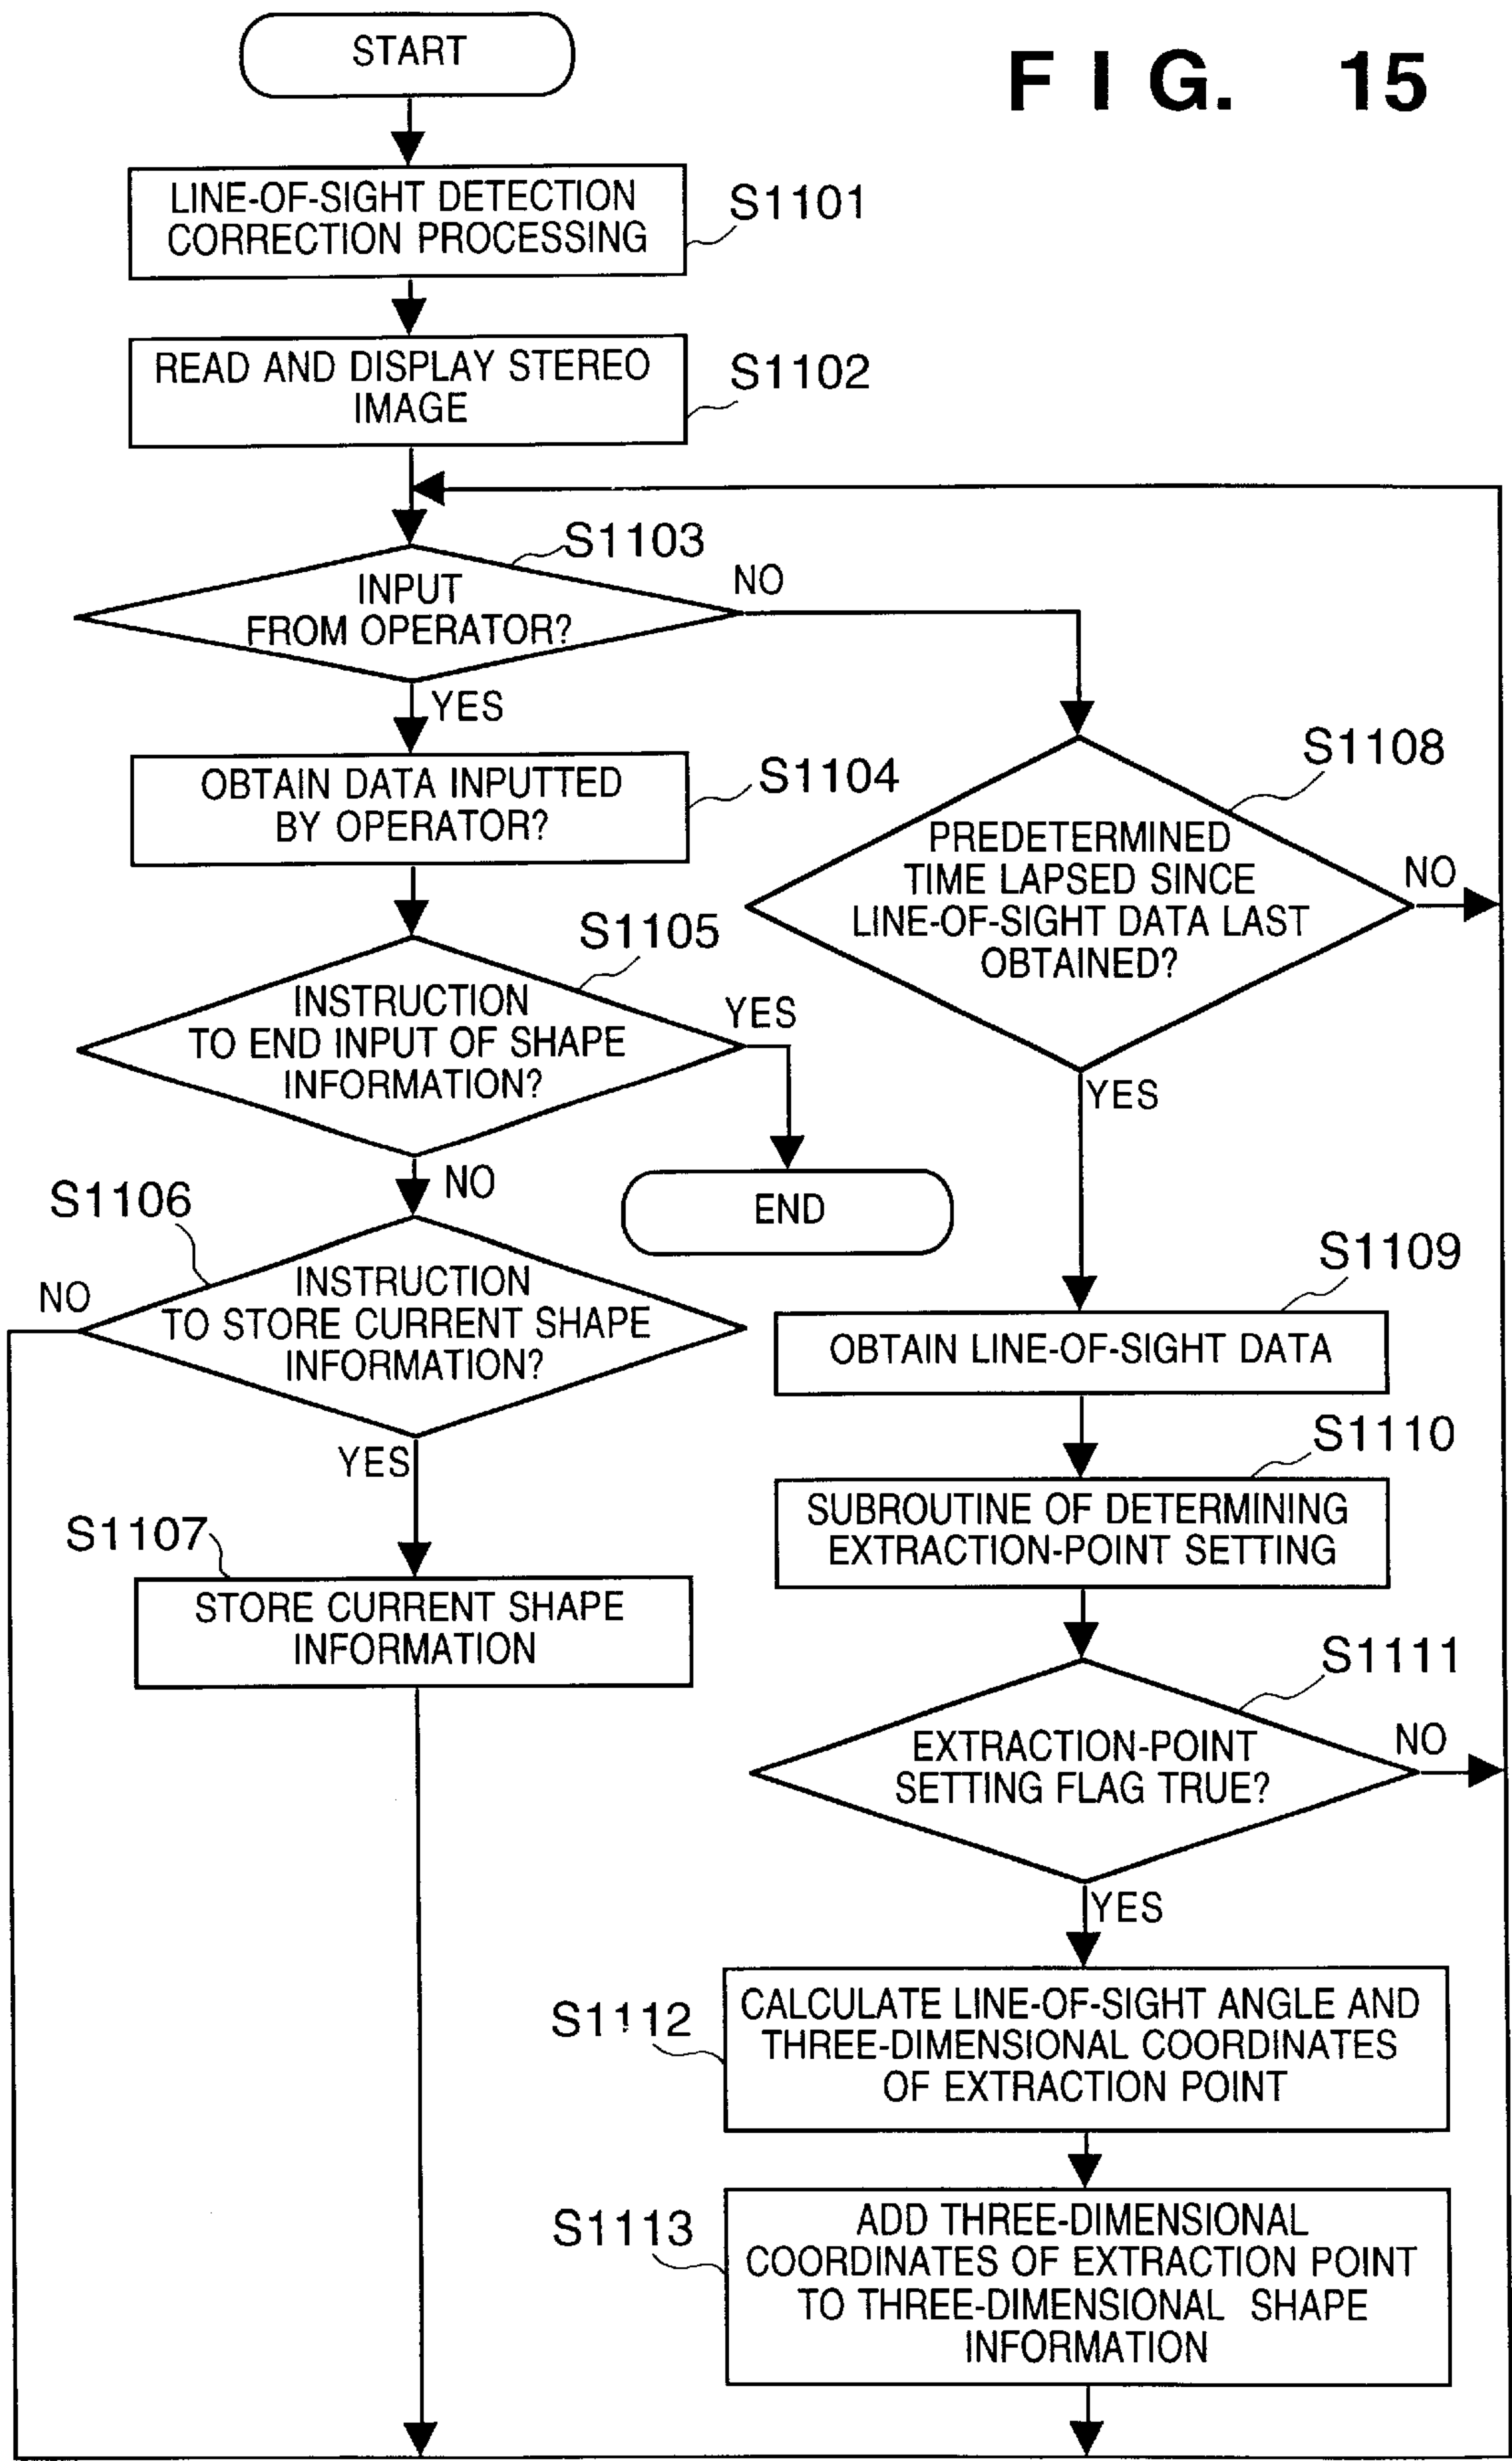 FIG. 15
START
LINE-OF-SIGHT DETECTION
CORRECTION PROCESSING
S1101
READ AND DISPLAY STEREO
IMAGE
S1102
S1103
INPUT
FROM OPERATOR?
NO
YES
OBTAIN DATA INPUTTED
BY OPERATOR?
S1104
S1105
INSTRUCTION
TO END INPUT OF SHAPE
INFORMATION?
YES
NO
END
S1106
INSTRUCTION
TO STORE CURRENT SHAPE
INFORMATION?
NO
YES
S1107
STORE CURRENT SHAPE
INFORMATION
S1108
PREDETERMINED
TIME LAPSED SINCE
LINE-OF-SIGHT DATA LAST
OBTAINED?
NO
YES
S1109
OBTAIN LINE-OF-SIGHT DATA
S1110
SUBROUTINE OF DETERMINING
EXTRACTION-POINT SETTING
S1111
EXTRACTION-POINT
SETTING FLAG TRUE?
NO
YES
S1112
CALCULATE LINE-OF-SIGHT ANGLE AND
THREE-DIMENSIONAL COORDINATES
OF EXTRACTION POINT
S1113
ADD THREE-DIMENSIONAL
COORDINATES OF EXTRACTION POINT
TO THREE-DIMENSIONAL SHAPE
INFORMATION